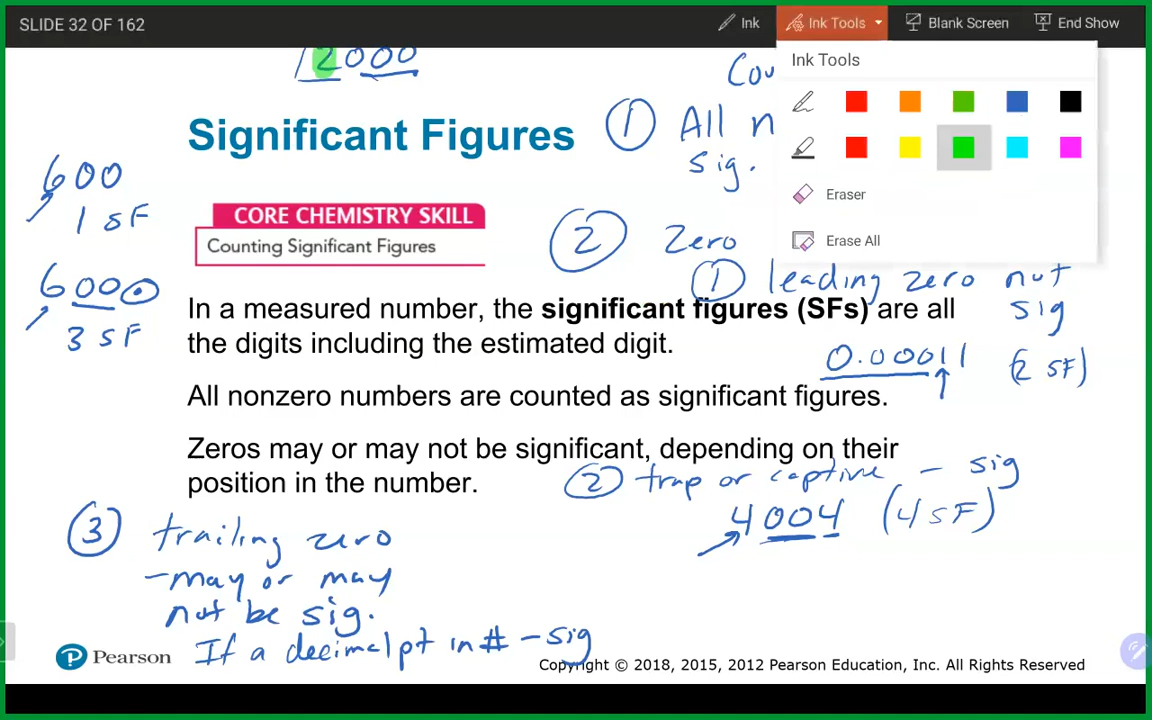 SLIDE 32 OF 162
Ink
Ink Tools
Blank Screen
End Show
Ink Tools
Eraser
Erase All
12000
Cou
Significant Figures
① All n
sig.
600
1 SF
CORE CHEMISTRY SKILL
Counting Significant Figures
② Zero
① leading zero not
sig
600.
3 SF
In a measured number, the significant figures (SFs) are all
the digits including the estimated digit.
0.00011 (2 SF)
All nonzero numbers are counted as significant figures.
Zeros may or may not be significant, depending on their
position in the number.
② trap or captive - sig
4004 (4 SF)
③ trailing zero
-may or may
not be sig.
If a decimal pt in # - sig
Pearson
Copyright © 2018, 2015, 2012 Pearson Education, Inc. All Rights Reserved